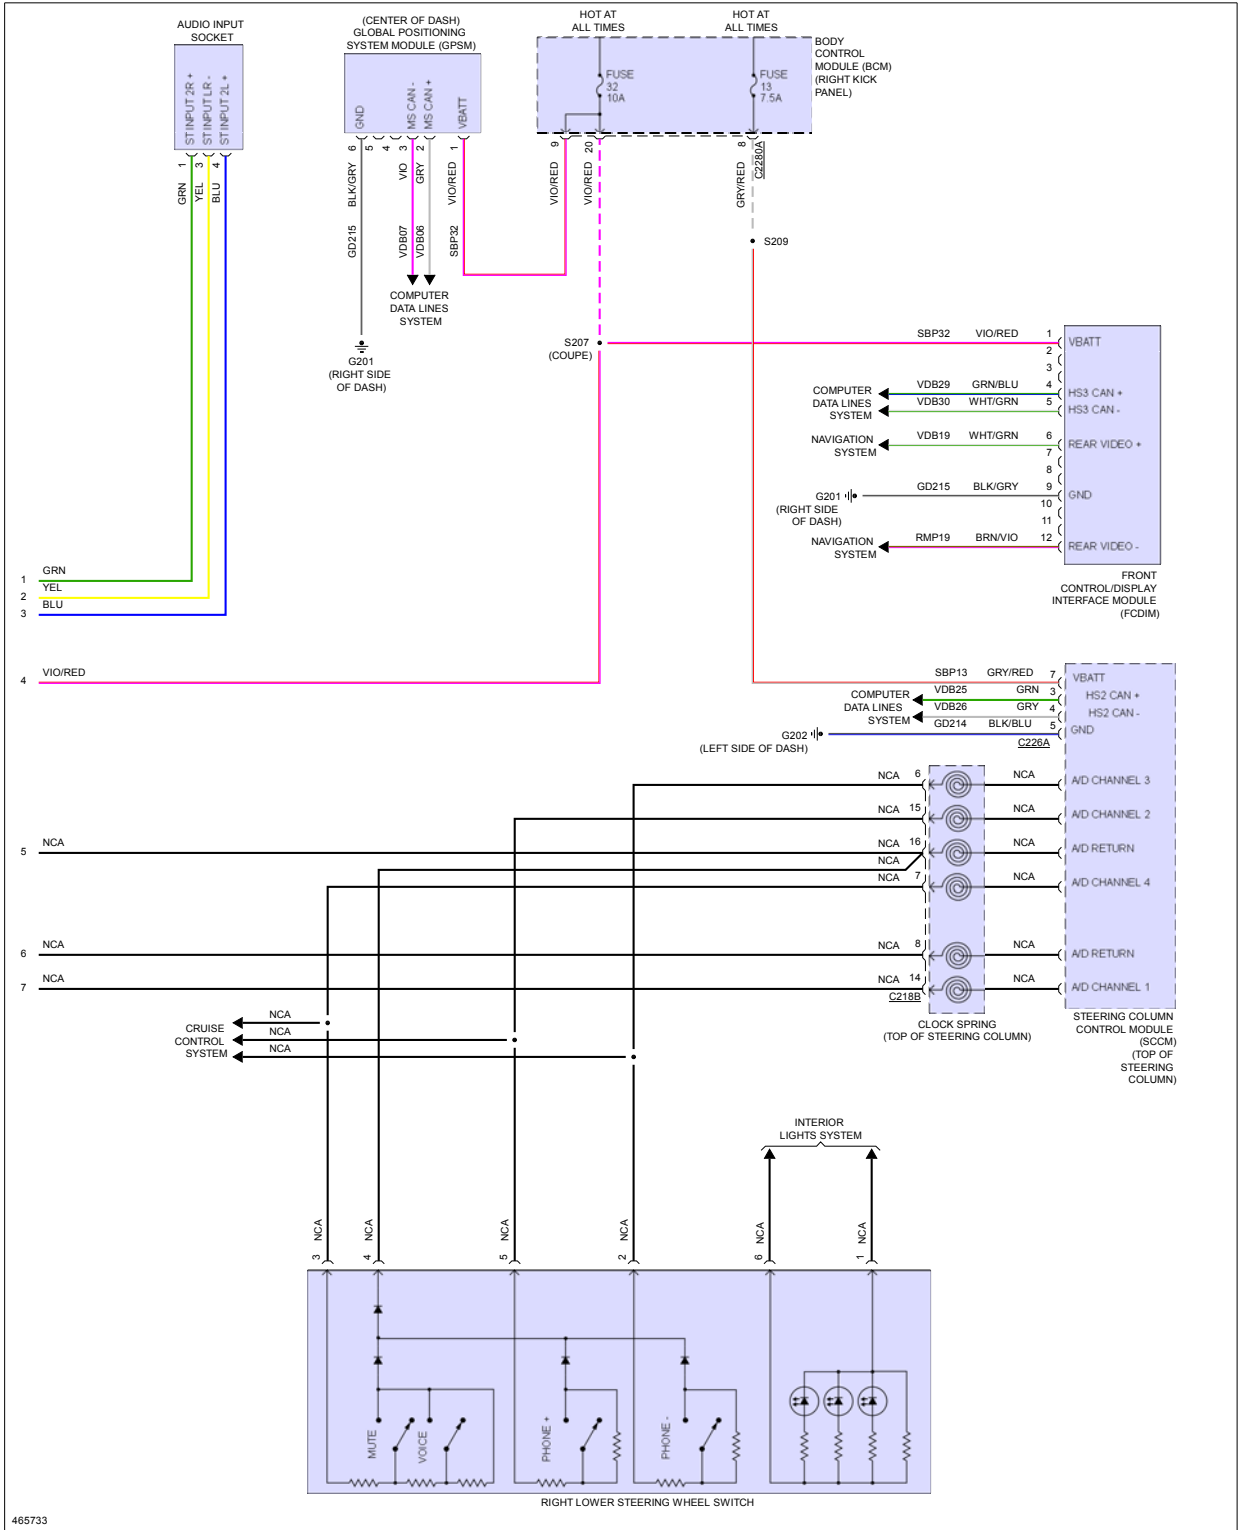 AUDIO INPUT
SOCKET
ST INPUT 2R +
ST INPUT LR -
ST INPUT 2L +
1
3
4
GRN
YEL
BLU
(CENTER OF DASH)
GLOBAL POSITIONING
SYSTEM MODULE (GPSM)
GND
MS CAN -
MS CAN +
VBATT
6
5
4
3
2
1
BLK/GRY
VIO
GRY
VIO/RED
GD215
VDB07
VDB06
SBP32
COMPUTER
DATA LINES
SYSTEM
G201
(RIGHT SIDE
OF DASH)
HOT AT
ALL TIMES
HOT AT
ALL TIMES
FUSE
32
10A
FUSE
13
7.5A
BODY
CONTROL
MODULE (BCM)
(RIGHT KICK
PANEL)
9
20
8
C2280A
VIO/RED
VIO/RED
GRY/RED
S209
S207
(COUPE)
SBP32 VIO/RED 1 VBATT
2
3
COMPUTER
DATA LINES
SYSTEM
VDB29 GRN/BLU 4 HS3 CAN +
VDB30 WHT/GRN 5 HS3 CAN -
NAVIGATION
SYSTEM
VDB19 WHT/GRN 6 REAR VIDEO +
7
8
G201
(RIGHT SIDE
OF DASH)
GD215 BLK/GRY 9 GND
10
11
NAVIGATION
SYSTEM
RMP19 BRN/VIO 12 REAR VIDEO -
FRONT
CONTROL/DISPLAY
INTERFACE MODULE
(FCDIM)
1 GRN
2 YEL
3 BLU
4 VIO/RED
SBP13 GRY/RED 7 VBATT
COMPUTER
DATA LINES
SYSTEM
VDB25 GRN 3 HS2 CAN +
VDB26 GRY 4 HS2 CAN -
G202
(LEFT SIDE OF DASH)
GD214 BLK/BLU 5 GND
C226A
NCA 6 NCA A/D CHANNEL 3
NCA 15 NCA A/D CHANNEL 2
5 NCA NCA 16 NCA A/D RETURN
NCA
NCA 7 NCA A/D CHANNEL 4
6 NCA NCA 8 NCA A/D RETURN
7 NCA NCA 14 NCA A/D CHANNEL 1
C218B
CLOCK SPRING
(TOP OF STEERING COLUMN)
STEERING COLUMN
CONTROL MODULE
(SCCM)
(TOP OF
STEERING
COLUMN)
CRUISE
CONTROL
SYSTEM
NCA
NCA
NCA
INTERIOR
LIGHTS SYSTEM
NCA
NCA
NCA
NCA
NCA
NCA
3
4
5
2
6
1
MUTE
VOICE
PHONE +
PHONE -
RIGHT LOWER STEERING WHEEL SWITCH
465733